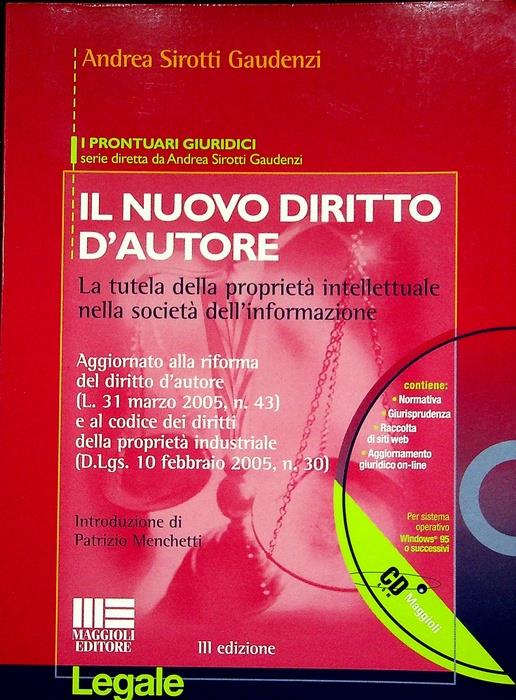 Andrea Sirotti Gaudenzi
I PRONTUARI GIURIDICI
serie diretta da Andrea Sirotti Gaudenzi
IL NUOVO DIRITTO
D'AUTORE
La tutela della proprietà intellettuale
nella società dell'informazione
Aggiornato alla riforma
del diritto d'autore
(L. 31 marzo 2005, n. 43)
e al codice dei diritti
della proprietà industriale
(D.Lgs. 10 febbraio 2005, n. 30)
contiene:
• Normativa
• Giurisprudenza
• Raccolta
di siti web
• Aggiornamento
giuridico on-line
Introduzione di
Patrizio Menchetti
Per sistema
operativo
Windows® 95
o successivi
CD
Maggioli
MAGGIOLI
EDITORE
III edizione
Legale